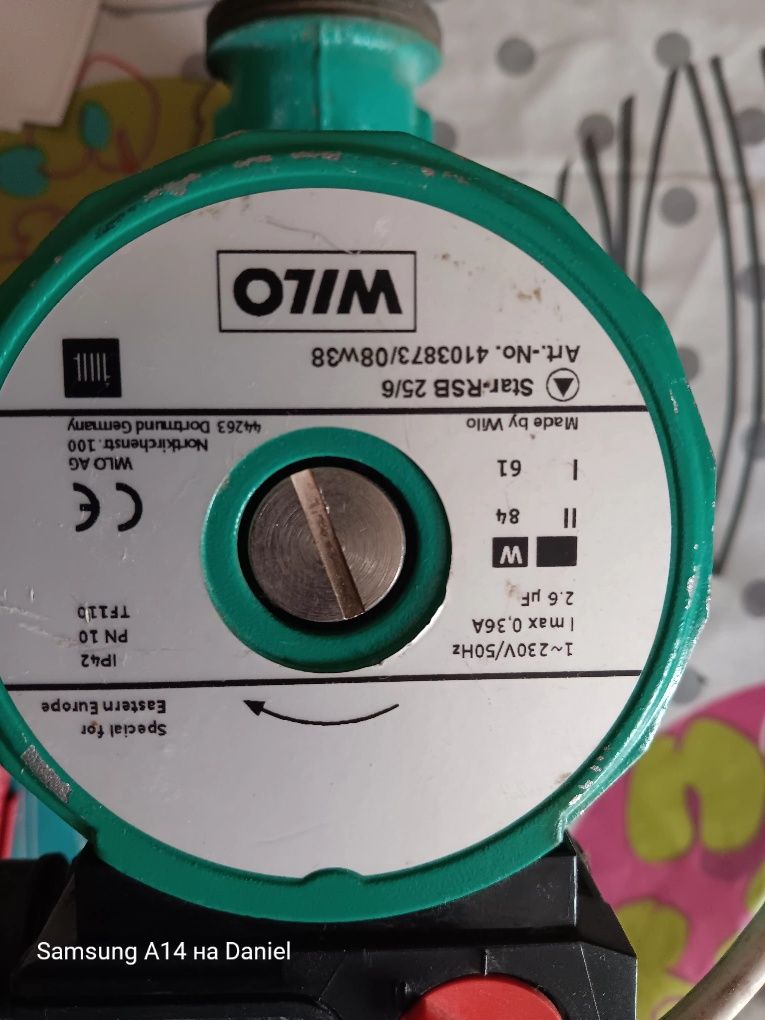 Special for
Eastern Europe
1~230V/50Hz
I max 0,36A
2.6 µF
W
II 84
I 61
Made by Wilo
IP42
PN 10
TF110
CE
WILO AG
Nortkirchenstr. 100
44263 Dortmund Germany
Star-RSB 25/6
Art.-No. 4103873/08w38
WILO
Samsung A14 на Daniel